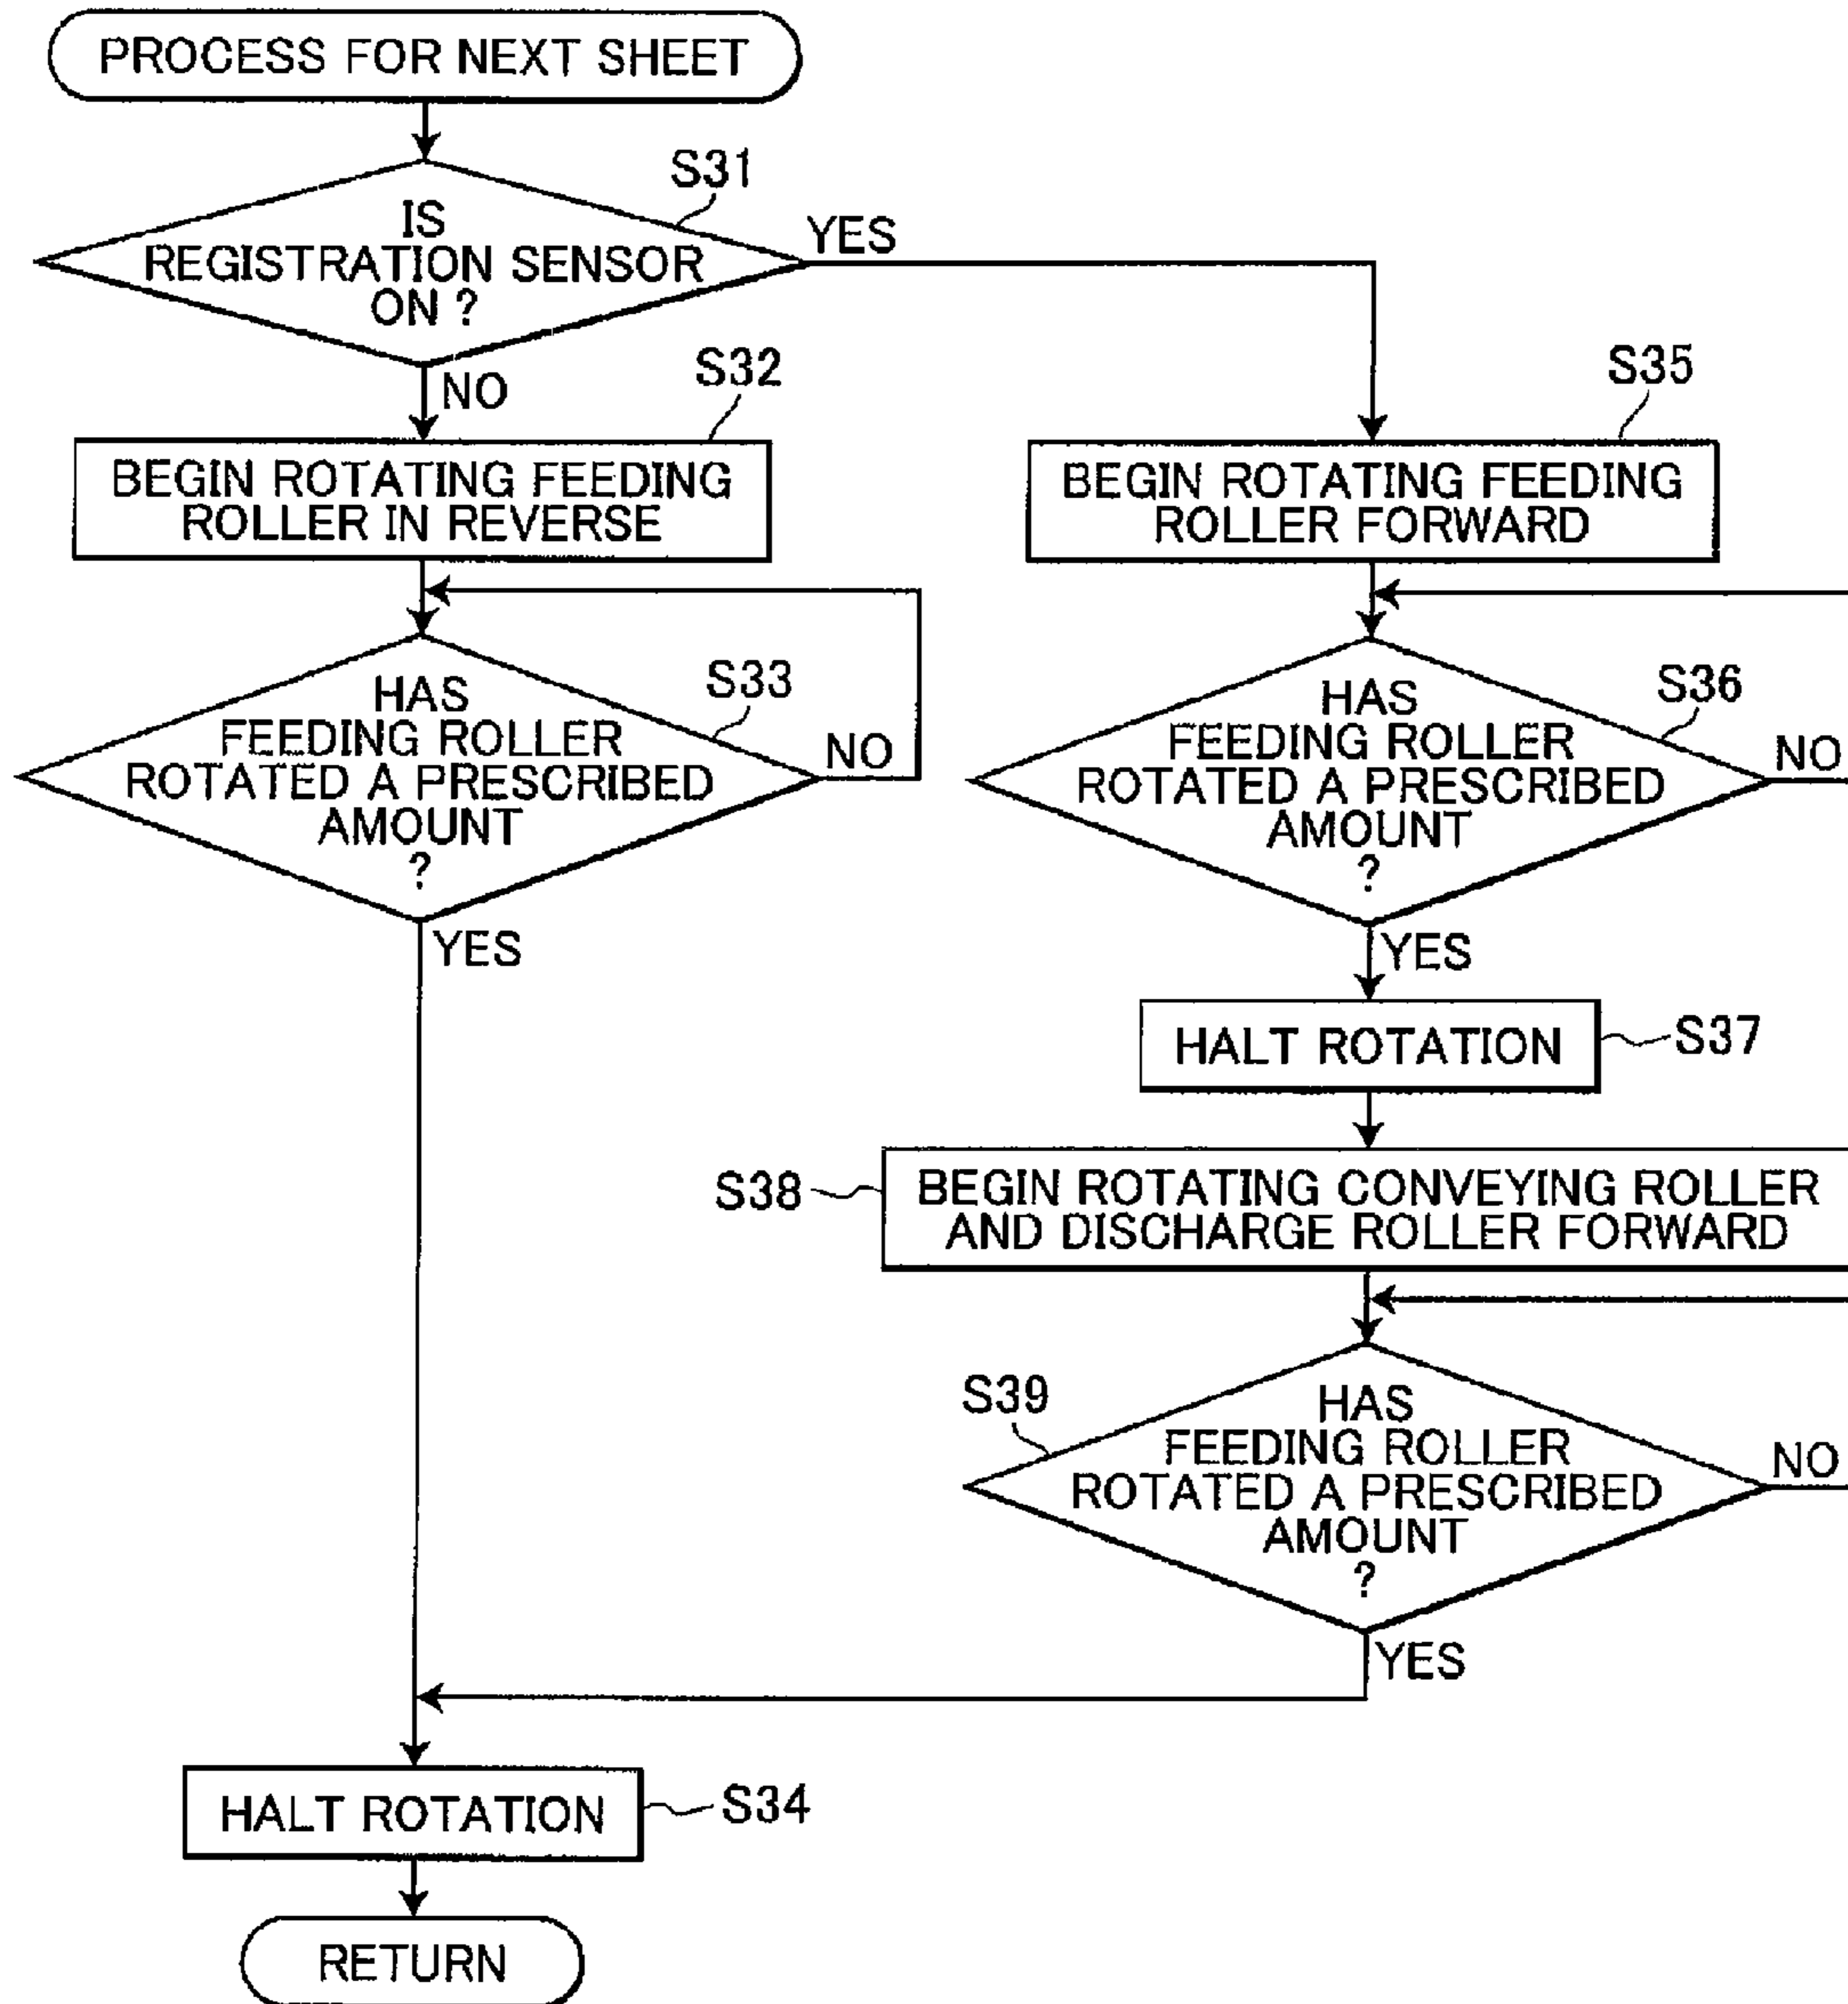 PROCESS FOR NEXT SHEET
S31
IS
REGISTRATION SENSOR
ON ?
YES
NO
S32
BEGIN ROTATING FEEDING
ROLLER IN REVERSE
S33
HAS
FEEDING ROLLER
ROTATED A PRESCRIBED
AMOUNT
?
NO
YES
S35
BEGIN ROTATING FEEDING
ROLLER FORWARD
S36
HAS
FEEDING ROLLER
ROTATED A PRESCRIBED
AMOUNT
?
NO
YES
HALT ROTATION
S37
S38
BEGIN ROTATING CONVEYING ROLLER
AND DISCHARGE ROLLER FORWARD
S39
HAS
FEEDING ROLLER
ROTATED A PRESCRIBED
AMOUNT
?
NO
YES
HALT ROTATION
S34
RETURN